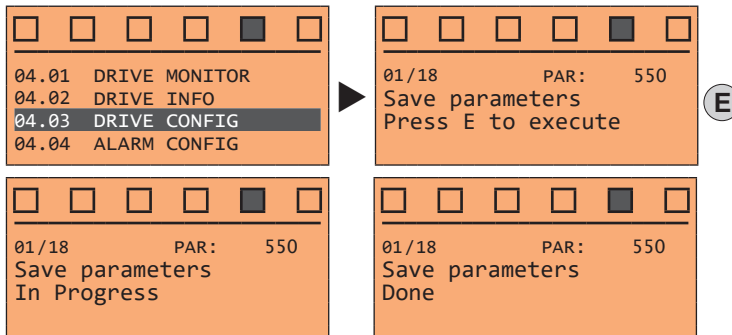 04.01 DRIVE MONITOR
04.02 DRIVE INFO
04.03 DRIVE CONFIG
04.04 ALARM CONFIG
01/18 PAR: 550
Save parameters
Press E to execute
E
01/18 PAR: 550
Save parameters
In Progress
01/18 PAR: 550
Save parameters
Done